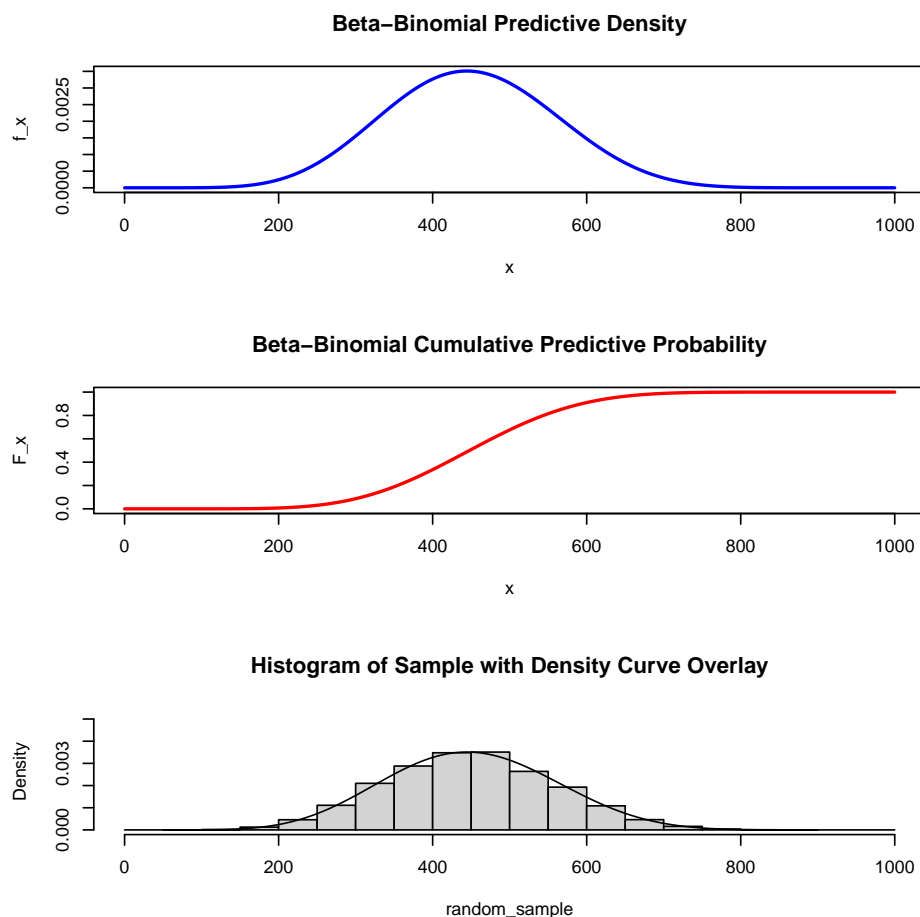 Beta−Binomial Predictive Density
f_x
0.0025
0.0000
0 200 400 600 800 1000
x
Beta−Binomial Cumulative Predictive Probability
F_x
0.8
0.4
0.0
0 200 400 600 800 1000
x
Histogram of Sample with Density Curve Overlay
Density
0.003
0.000
0 200 400 600 800 1000
random_sample